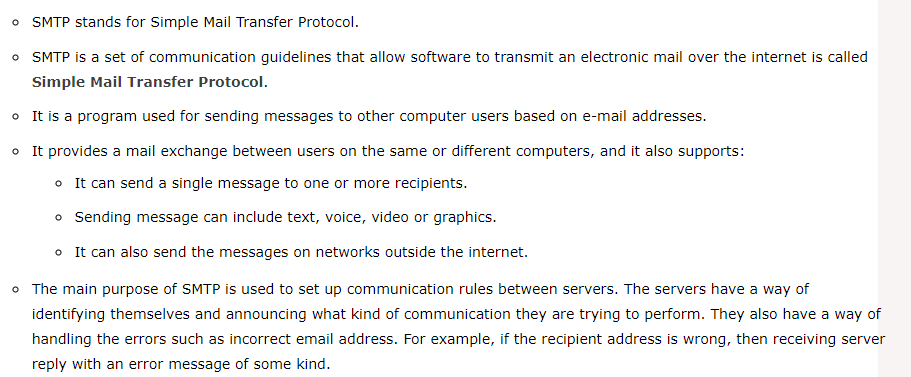 SMTP stands for Simple Mail Transfer Protocol.
SMTP is a set of communication guidelines that allow software to transmit an electronic mail over the internet is called
Simple Mail Transfer Protocol.
It is a program used for sending messages to other computer users based on e-mail addresses.
It provides a mail exchange between users on the same or different computers, and it also supports:
It can send a single message to one or more recipients.
Sending message can include text, voice, video or graphics.
It can also send the messages on networks outside the internet.
The main purpose of SMTP is used to set up communication rules between servers. The servers have a way of
identifying themselves and announcing what kind of communication they are trying to perform. They also have a way of
handling the errors such as incorrect email address. For example, if the recipient address is wrong, then receiving server
reply with an error message of some kind.